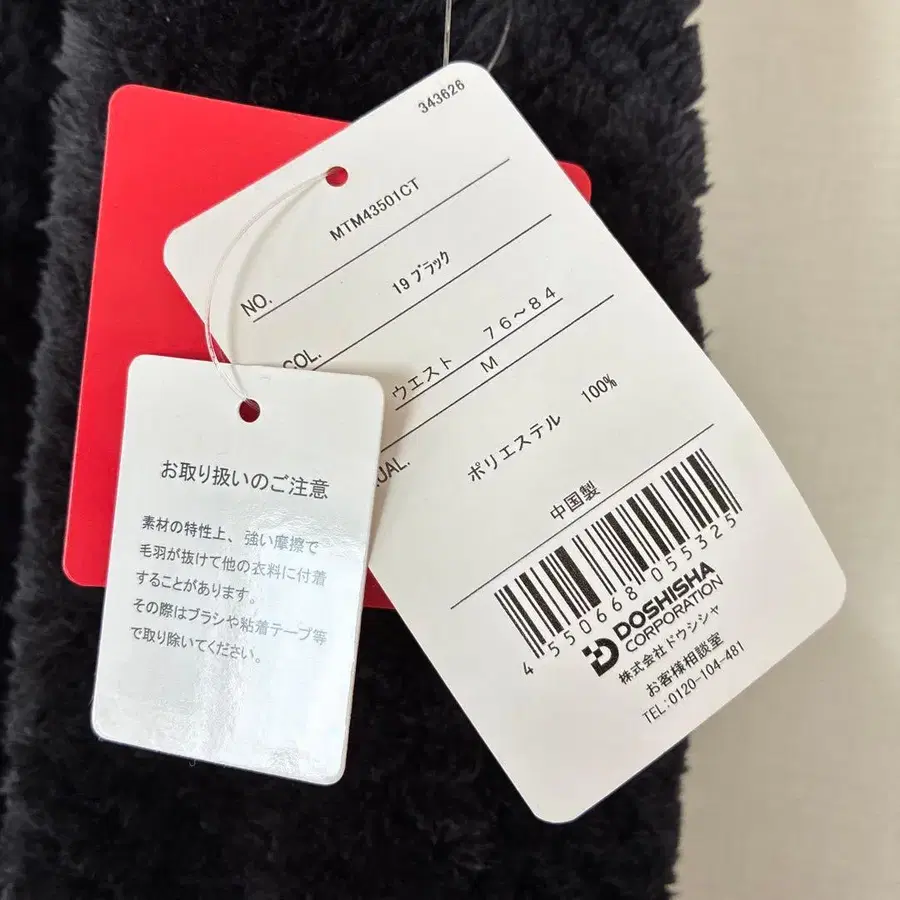 343626
NO.
MTM43501CT
COL.
19 ブラック
ウエスト 76～84
M
UAL.
ポリエステル 100%
中国製
4 550668 055325
DOSHISHA
CORPORATION
株式会社ドウシシャ
お客様相談室
TEL:0120-104-481
お取り扱いのご注意
素材の特性上、強い摩擦で
毛羽が抜けて他の衣料に付着
することがあります。
その際はブラシや粘着テープ等
で取り除いてください。